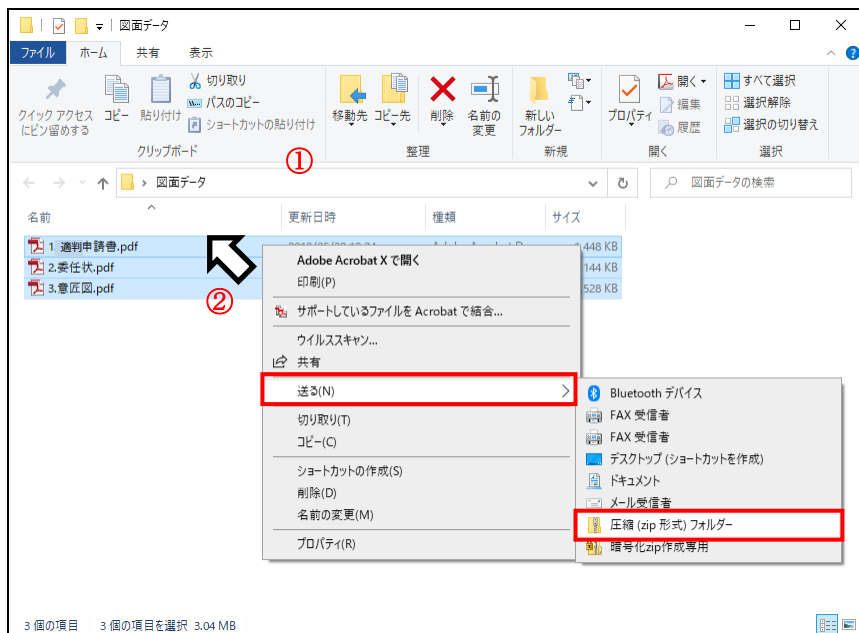 図面データ
ファイル ホーム 共有 表示
クイック アクセス
にピン留めする
コピー
貼り付け
切り取り
パスのコピー
ショートカットの貼り付け
クリップボード
移動先 コピー先 削除 名前の
変更
整理
新しい
フォルダー
新規
プロパティ
開く
編集
履歴
開く
すべて選択
選択解除
選択の切り替え
選択
①
図面データ
図面データの検索
名前 更新日時 種類 サイズ
1 適判申請書.pdf 448 KB
2.委任状.pdf 144 KB
3.意匠図.pdf 528 KB
②
Adobe Acrobat X で開く
印刷(P)
サポートしているファイルを Acrobat で結合...
ウイルススキャン...
共有
送る(N)
切り取り(T)
コピー(C)
ショートカットの作成(S)
削除(D)
名前の変更(M)
プロパティ(R)
Bluetooth デバイス
FAX 受信者
FAX 受信者
デスクトップ (ショートカットを作成)
ドキュメント
メール受信者
圧縮 (zip 形式) フォルダー
暗号化zip作成専用
3 個の項目 3 個の項目を選択 3.04 MB